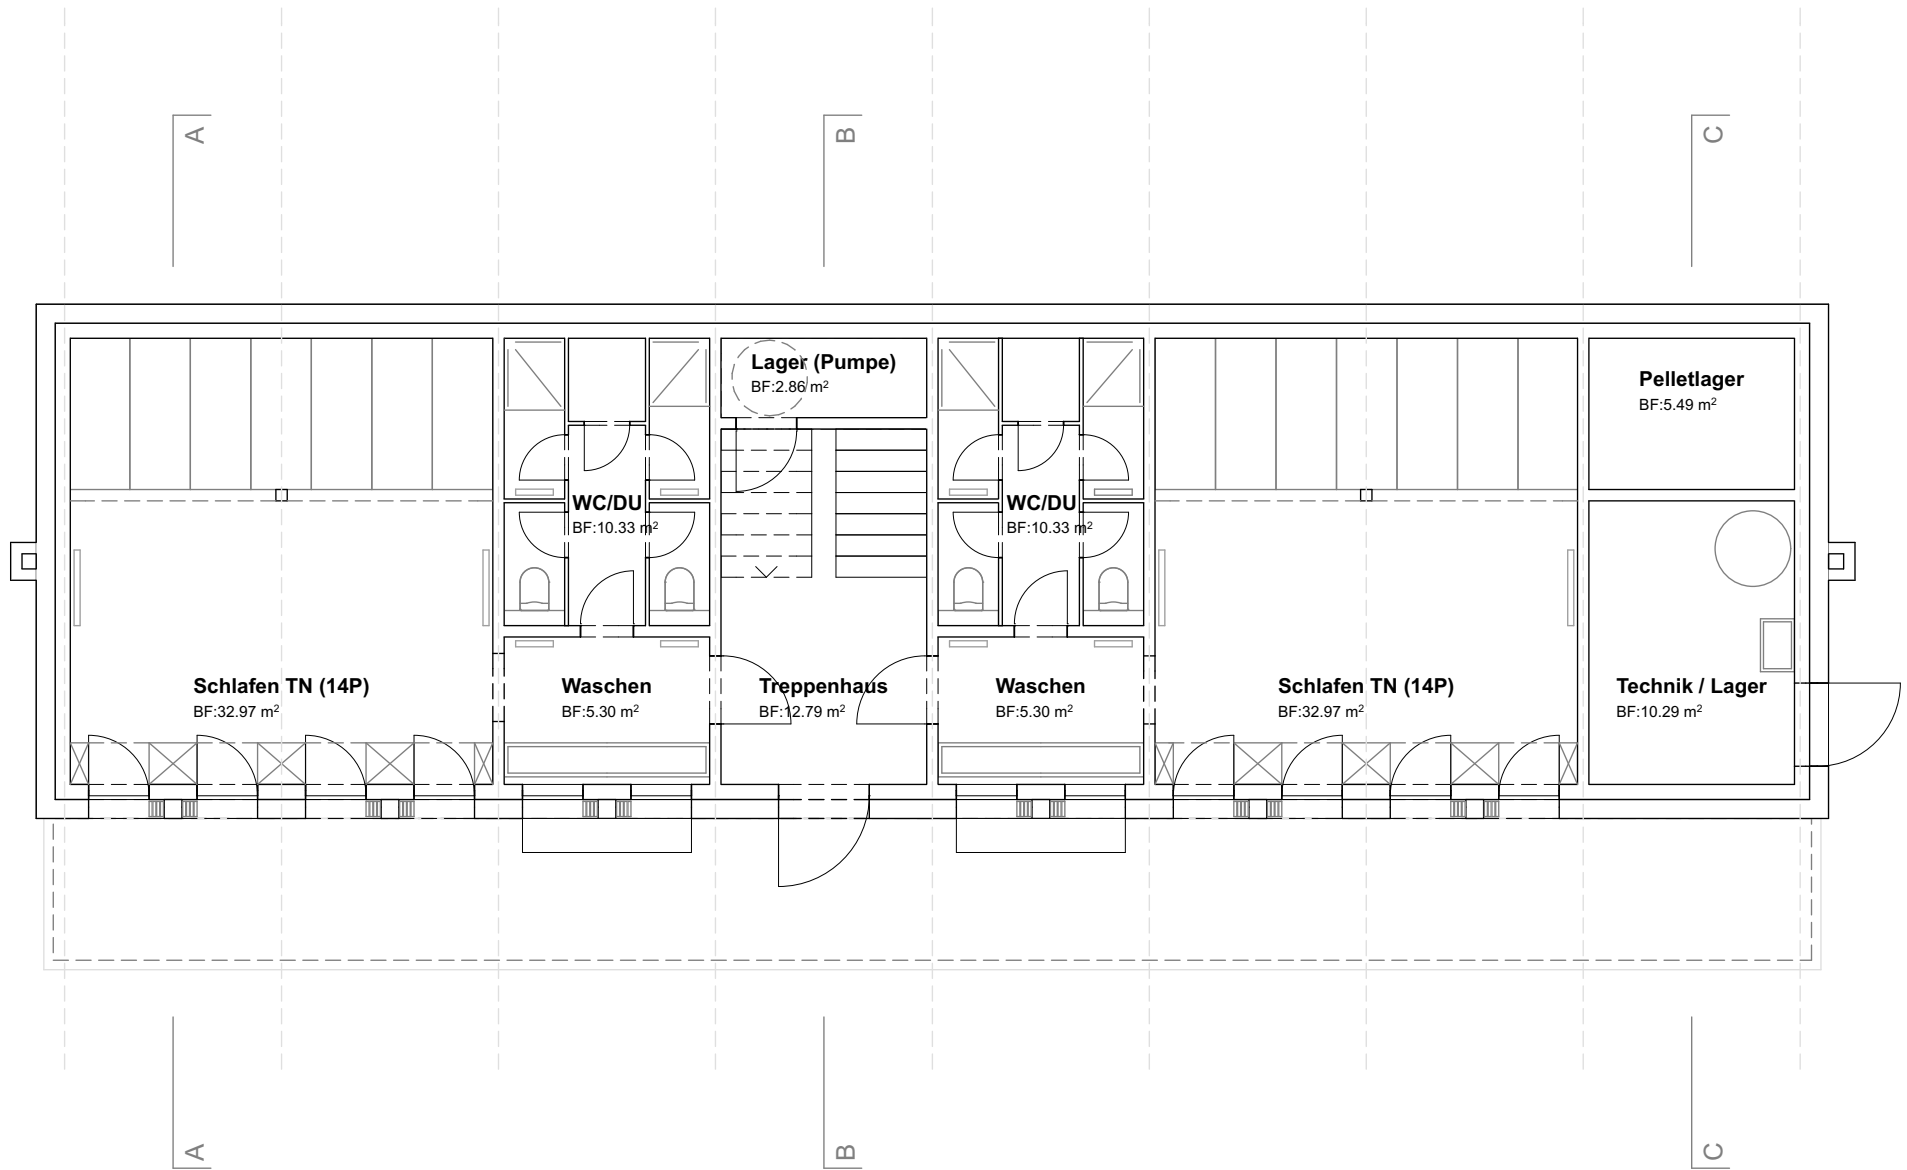 A
B
C
Lager (Pumpe)
BF:2.86 m²
Pelletlager
BF:5.49 m²
WC/DU
BF:10.33 m²
WC/DU
BF:10.33 m²
Schlafen TN (14P)
BF:32.97 m²
Waschen
BF:5.30 m²
Treppenhaus
BF:12.79 m²
Waschen
BF:5.30 m²
Schlafen TN (14P)
BF:32.97 m²
Technik / Lager
BF:10.29 m²
A
B
C